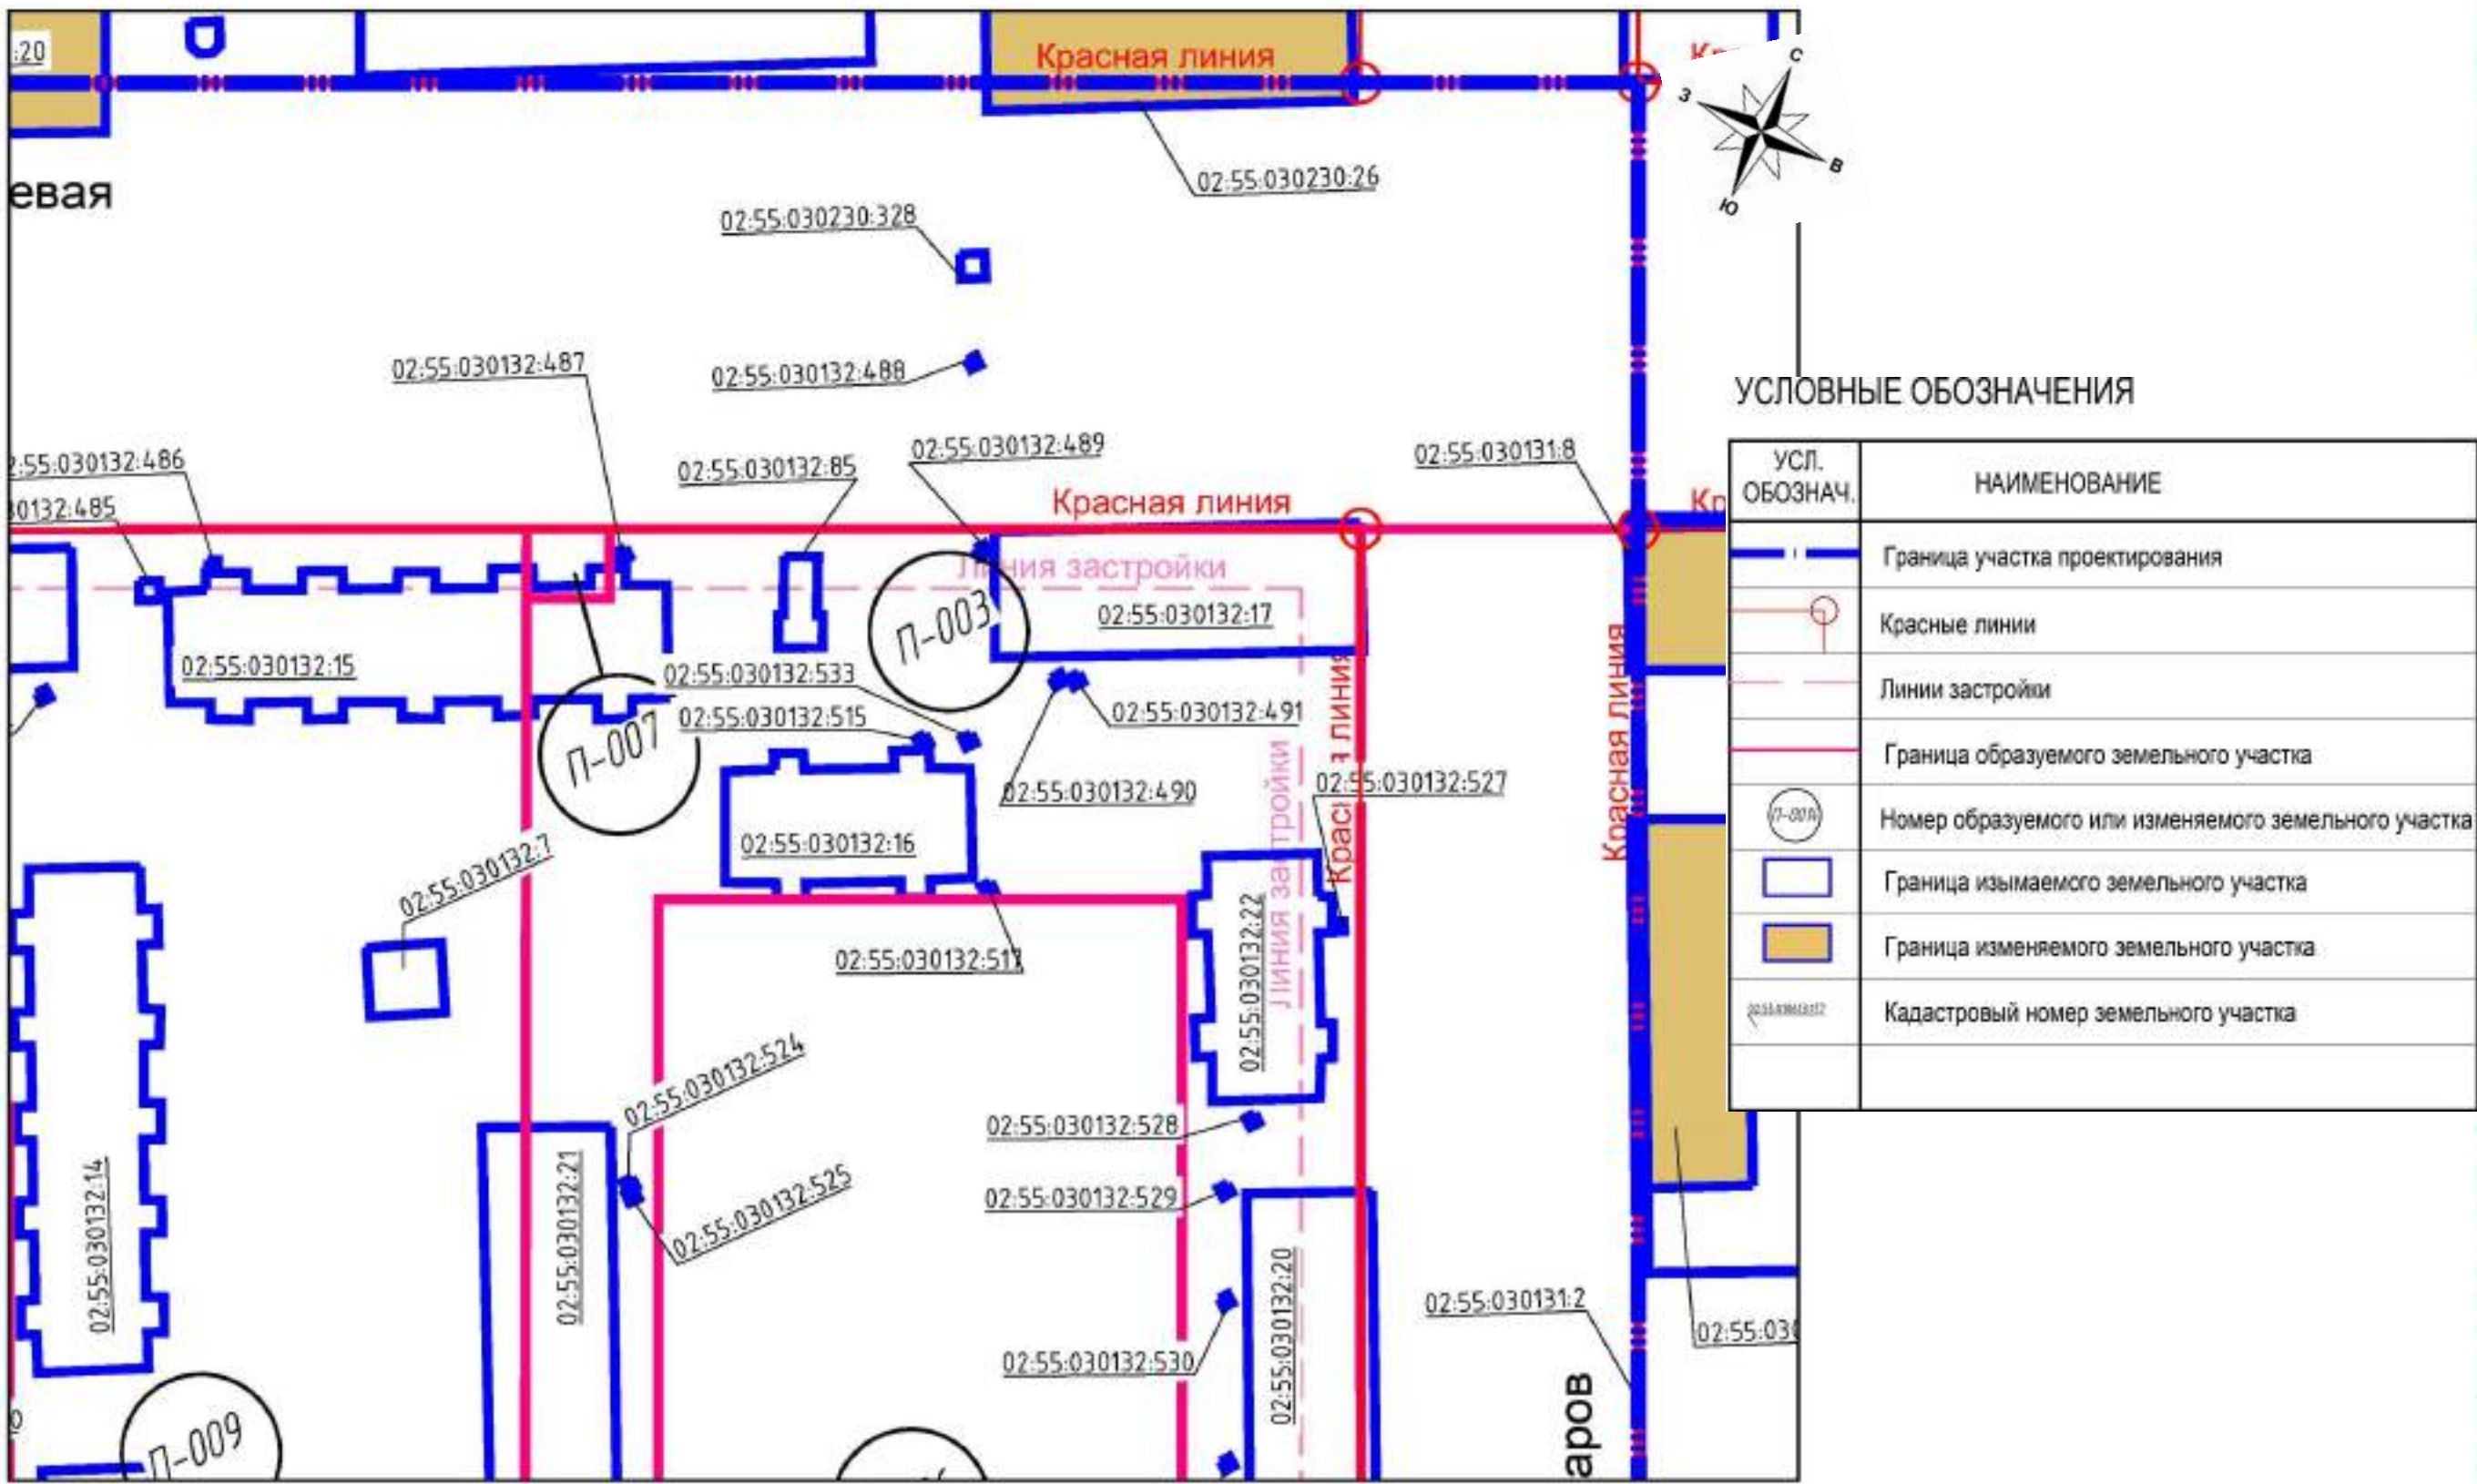 :20
Красная линия
С
З
В
Ю
02:55:030230:26
евая
02:55:030230:328
02:55:030132:487
02:55:030132:488
02:55:030132:486
0132:485
02:55:030132:85
02:55:030132:489
02:55:030131:8
Красная линия
Линия застройки
П-003
02:55:030132:17
02:55:030132:15
02:55:030132:533
02:55:030132:515
П-007
02:55:030132:491
02:55:030132:490
02:55:030132:527
02:55:030132:16
02:55:030132:7
02:55:030132:22
Линия застройки
Красная линия
Красная линия
02:55:030132:524
02:55:030132:525
02:55:030132:528
02:55:030132:529
02:55:030132:530
02:55:030132:14
02:55:030132:21
02:55:030132:20
02:55:030131:2
02:55:03
аров
П-009
УСЛОВНЫЕ ОБОЗНАЧЕНИЯ
УСЛ.
ОБОЗНАЧ.
НАИМЕНОВАНИЕ
Граница участка проектирования
Красные линии
Линии застройки
Граница образуемого земельного участка
Номер образуемого или изменяемого земельного участка
Граница изымаемого земельного участка
Граница изменяемого земельного участка
Кадастровый номер земельного участка